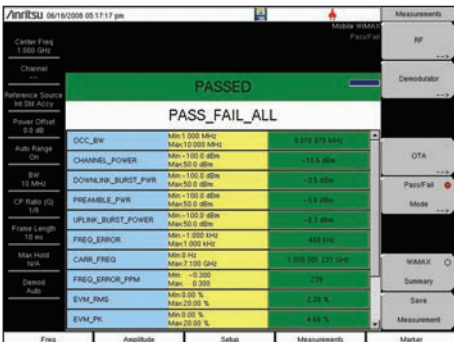 Anritsu 06/16/2008 05:17:17 pm
Measurements
Mobile WiMAX
Pass/Fail
Center Freq
1.000 GHz
Channel
--
Reference Source
Int Std Accy
Power Offset
0.0 dB
Auto Range
On
BW
10 MHz
CP Ratio (G)
1/8
Frame Length
10 ms
Max Hold
N/A
Demod
Auto
PASSED
PASS_FAIL_ALL
OCC_BW Min:1.000 MHz Max:10.000 MHz
CHANNEL_POWER Min:-100.0 dBm Max:50.0 dBm -15.6 dBm
DOWNLINK_BURST_PWR Min:-100.0 dBm Max:50.0 dBm -3.5 dBm
PREAMBLE_PWR Min:-100.0 dBm Max:50.0 dBm
UPLINK_BURST_POWER Min:-100.0 dBm Max:50.0 dBm
FREQ_ERROR Min:-1.000 kHz Max:1.000 kHz
CARR_FREQ Min:0 Hz Max:7.100 GHz
FREQ_ERROR_PPM Min: -0.300 Max: 0.300
EVM_RMS Min:0.00 % Max:20.00 %
EVM_PK Min:0.00 % Max:20.00 %
RF
-->
Demodulator
-->
OTA
-->
Pass/Fail
Mode
-->
WiMAX
Summary
Save
Measurement
Freq Amplitude Setup Measurements Marker